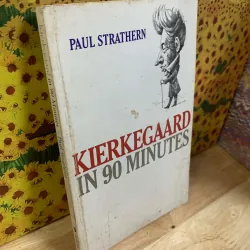 PAUL STRATHERN
KIERKEGAARD
IN 90 MINUTES